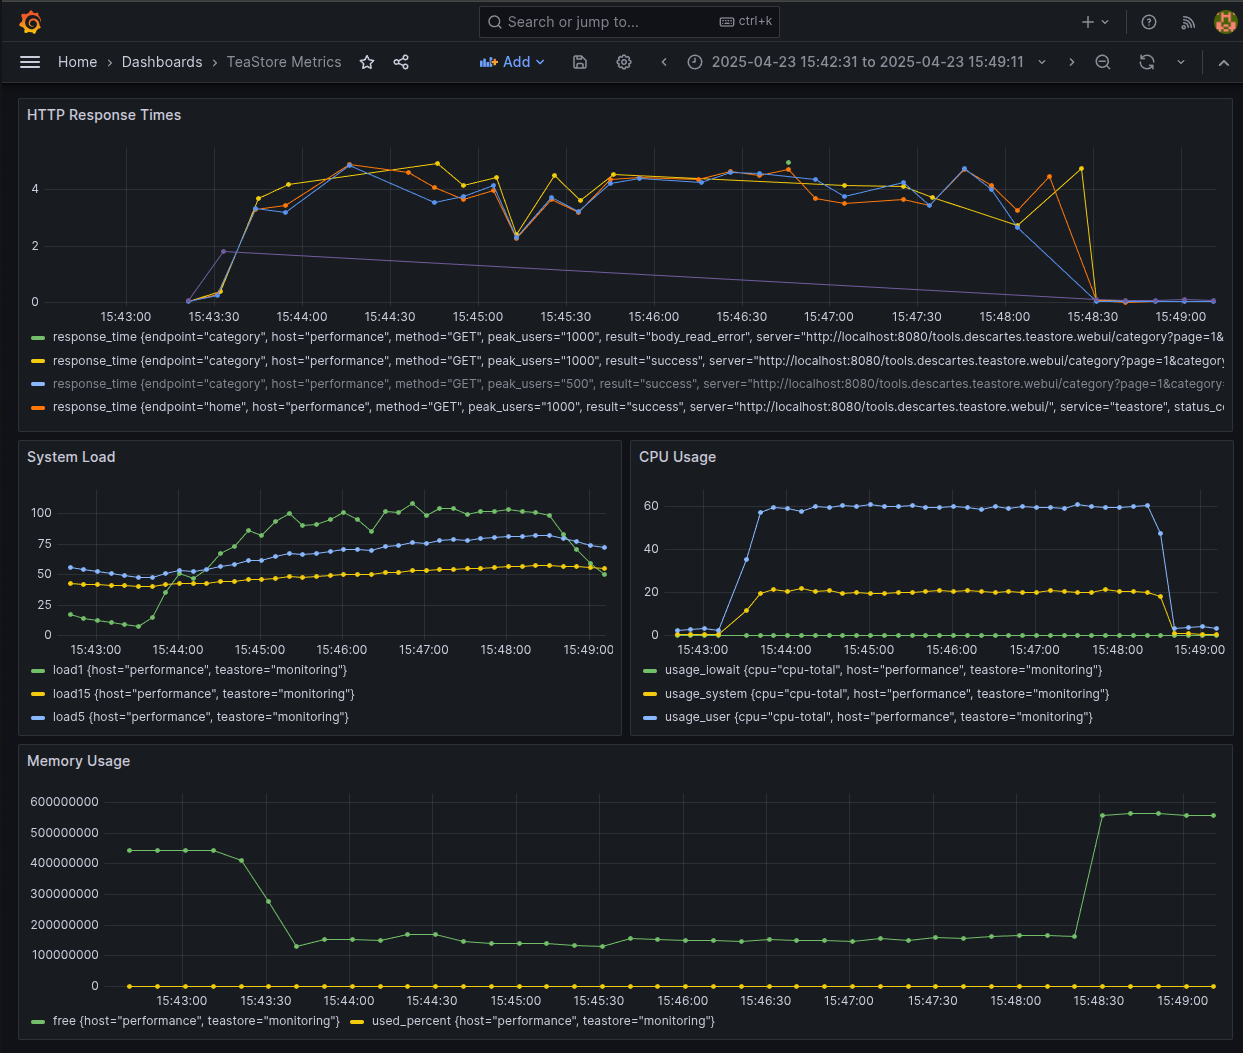 Search or jump to... ctrl+k
Home › Dashboards › TeaStore Metrics Add 2025-04-23 15:42:31 to 2025-04-23 15:49:11
HTTP Response Times
4
2
0
15:43:00 15:43:30 15:44:00 15:44:30 15:45:00 15:45:30 15:46:00 15:46:30 15:47:00 15:47:30 15:48:00 15:48:30 15:49:00
response_time {endpoint="category", host="performance", method="GET", peak_users="1000", result="body_read_error", server="http://localhost:8080/tools.descartes.teastore.webui/category?page=1&
response_time {endpoint="category", host="performance", method="GET", peak_users="1000", result="success", server="http://localhost:8080/tools.descartes.teastore.webui/category?page=1&category
response_time {endpoint="category", host="performance", method="GET", peak_users="500", result="success", server="http://localhost:8080/tools.descartes.teastore.webui/category?page=1&category
response_time {endpoint="home", host="performance", method="GET", peak_users="1000", result="success", server="http://localhost:8080/tools.descartes.teastore.webui/", service="teastore", status_c
System Load
100
75
50
25
0
15:43:00 15:44:00 15:45:00 15:46:00 15:47:00 15:48:00 15:49:00
load1 {host="performance", teastore="monitoring"}
load15 {host="performance", teastore="monitoring"}
load5 {host="performance", teastore="monitoring"}
CPU Usage
60
40
20
0
15:43:00 15:44:00 15:45:00 15:46:00 15:47:00 15:48:00 15:49:00
usage_iowait {cpu="cpu-total", host="performance", teastore="monitoring"}
usage_system {cpu="cpu-total", host="performance", teastore="monitoring"}
usage_user {cpu="cpu-total", host="performance", teastore="monitoring"}
Memory Usage
600000000
500000000
400000000
300000000
200000000
100000000
0
15:43:00 15:43:30 15:44:00 15:44:30 15:45:00 15:45:30 15:46:00 15:46:30 15:47:00 15:47:30 15:48:00 15:48:30 15:49:00
free {host="performance", teastore="monitoring"} used_percent {host="performance", teastore="monitoring"}